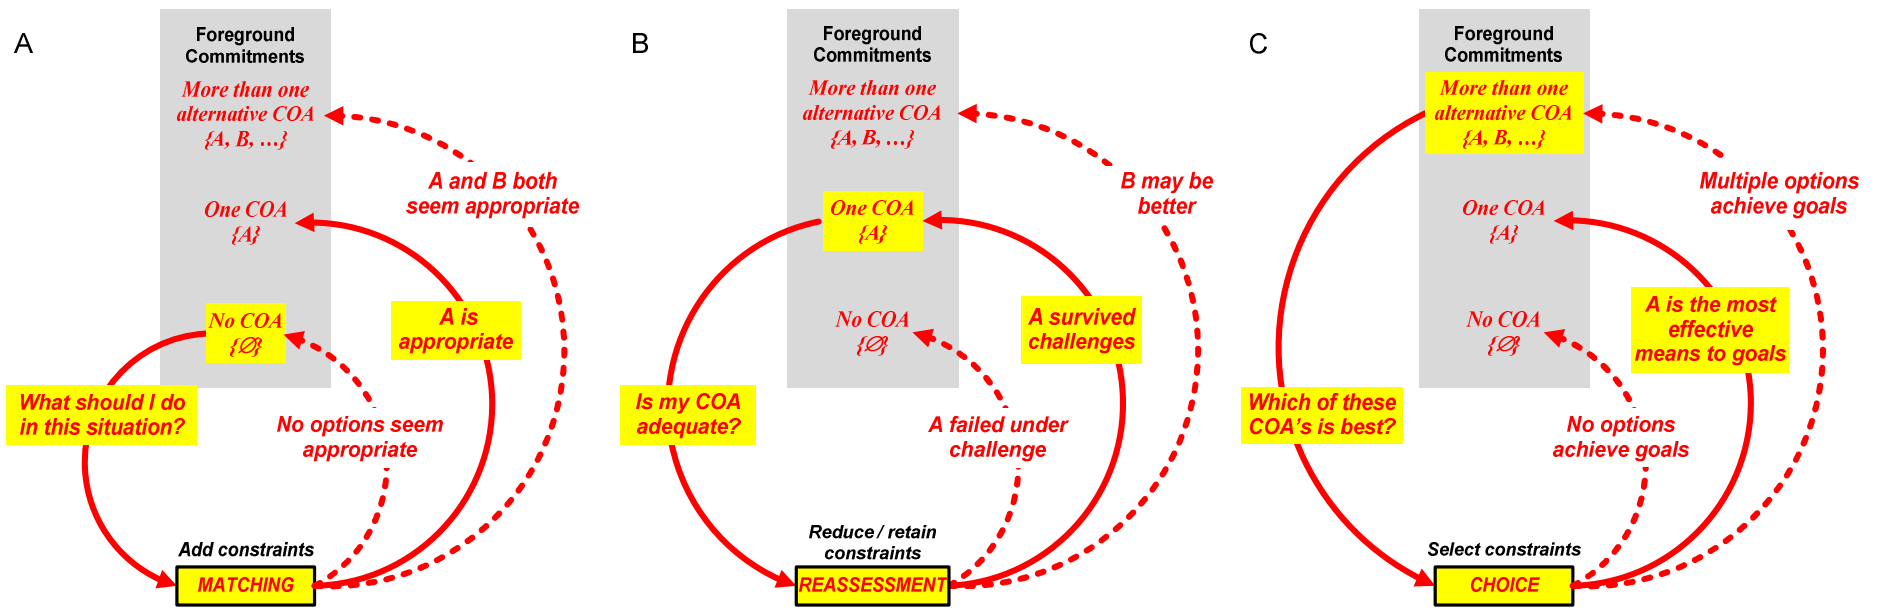 A
Foreground
Commitments
More than one
alternative COA
{A, B, …}
A and B both
seem appropriate
One COA
{A}
No COA
{∅}
A is
appropriate
What should I do
in this situation?
No options seem
appropriate
Add constraints
MATCHING
B
Foreground
Commitments
More than one
alternative COA
{A, B, …}
B may be
better
One COA
{A}
No COA
{∅}
A survived
challenges
Is my COA
adequate?
A failed under
challenge
Reduce / retain
constraints
REASSESSMENT
C
Foreground
Commitments
More than one
alternative COA
{A, B, …}
Multiple options
achieve goals
One COA
{A}
No COA
{∅}
A is the most
effective
means to goals
Which of these
COA's is best?
No options
achieve goals
Select constraints
CHOICE